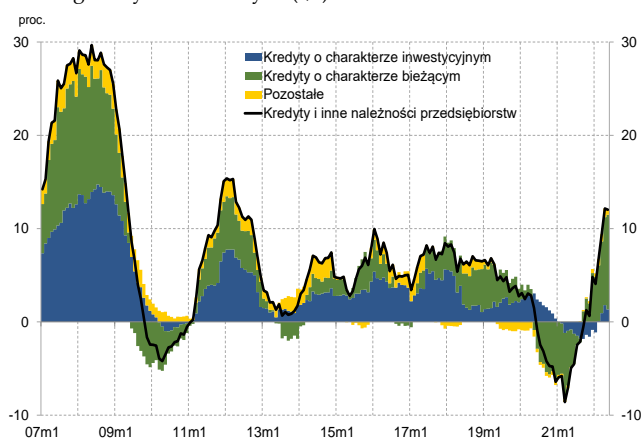 proc.
30
30
Kredyty o charakterze inwestycyjnym
Kredyty o charakterze bieżącym
Pozostałe
Kredyty i inne należności przedsiębiorstw
20
20
10
10
0
0
-10
-10
07m1 09m1 11m1 13m1 15m1 17m1 19m1 21m1